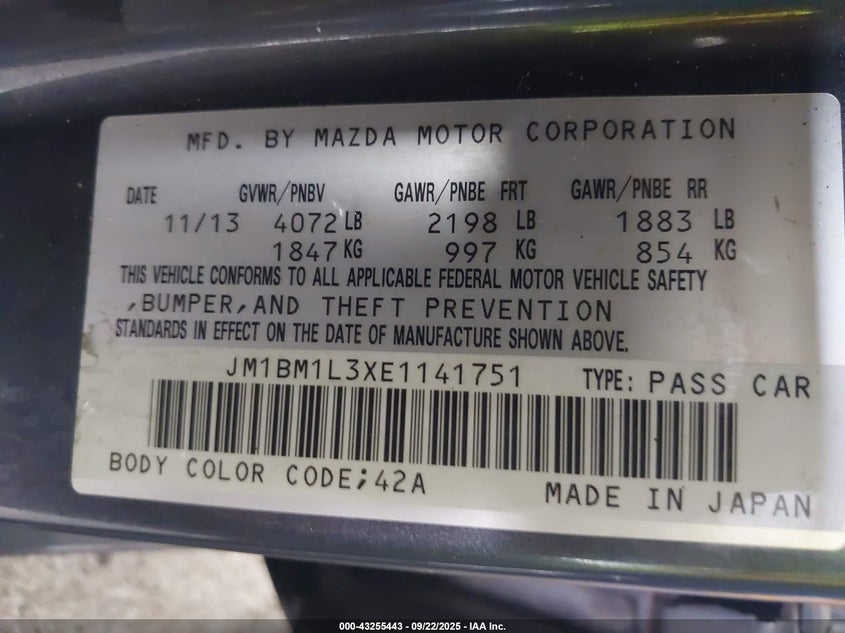 MFD. BY MAZDA MOTOR CORPORATION
DATE GVWR/PNBV GAWR/PNBE FRT GAWR/PNBE RR
11/13 4072 LB 2198 LB 1883 LB
1847 KG 997 KG 854 KG
THIS VEHICLE CONFORMS TO ALL APPLICABLE FEDERAL MOTOR VEHICLE SAFETY
,BUMPER,AND THEFT PREVENTION
STANDARDS IN EFFECT ON THE DATE OF MANUFACTURE SHOWN ABOVE.
JM1BM1L3XE1141751 TYPE: PASS CAR
BODY COLOR CODE;42A
MADE IN JAPAN
000-43255443 - 09/22/2025 - IAA Inc.